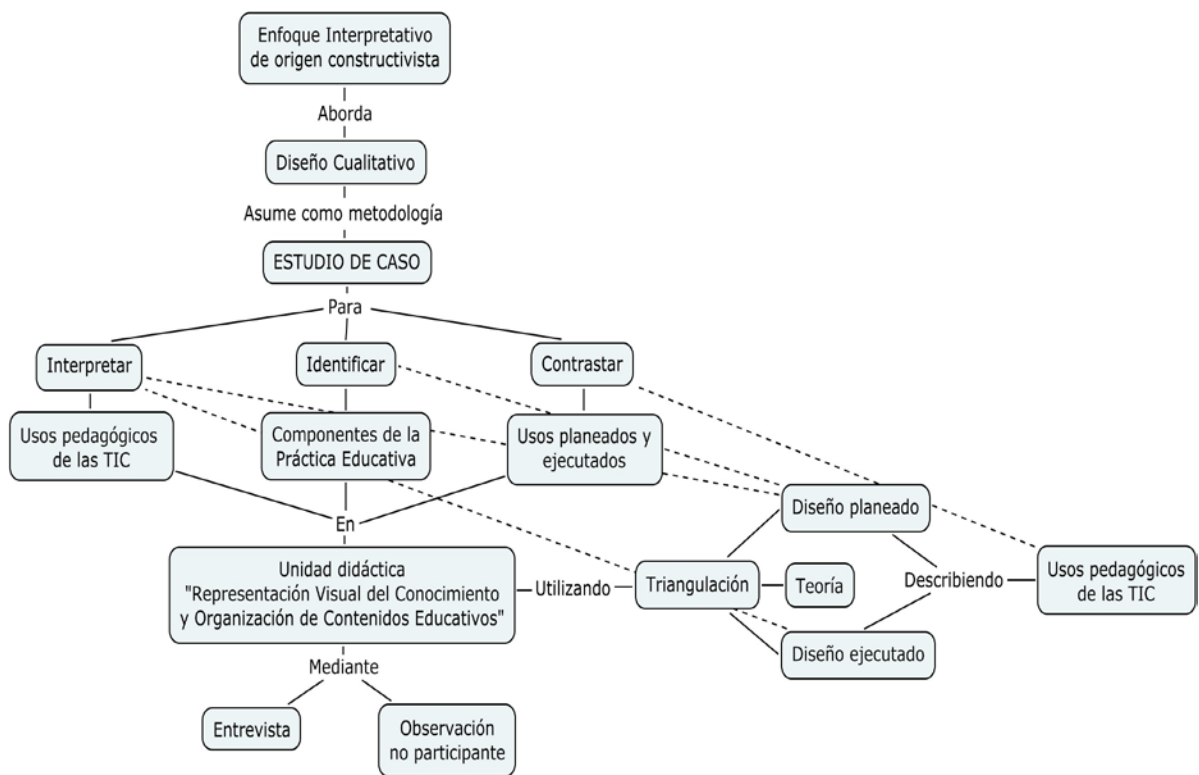 Enfoque Interpretativo
de origen constructivista
Aborda
Diseño Cualitativo
Asume como metodología
ESTUDIO DE CASO
Para
Interpretar
Identificar
Contrastar
Usos pedagógicos
de las TIC
Componentes de la
Práctica Educativa
Usos planeados y
ejecutados
En
Unidad didáctica
"Representación Visual del Conocimiento
y Organización de Contenidos Educativos"
Utilizando
Triangulación
Diseño planeado
Teoría
Diseño ejecutado
Describiendo
Usos pedagógicos
de las TIC
Mediante
Entrevista
Observación
no participante